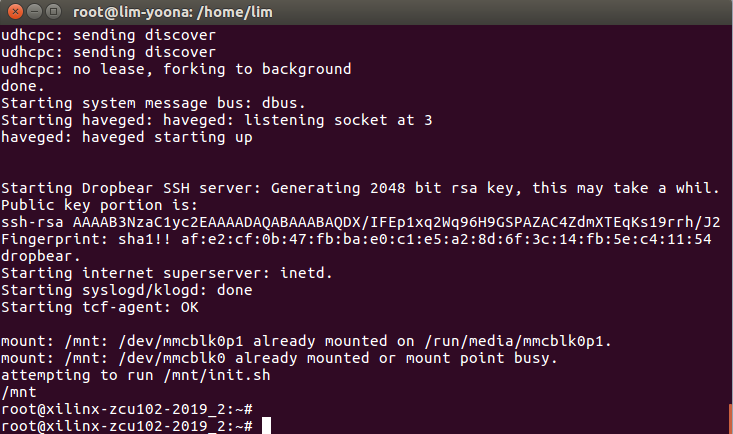 root@lim-yoona: /home/lim
udhcpc: sending discover
udhcpc: sending discover
udhcpc: no lease, forking to background
done.
Starting system message bus: dbus.
Starting haveged: haveged: listening socket at 3
haveged: haveged starting up
Starting Dropbear SSH server: Generating 2048 bit rsa key, this may take a whil.
Public key portion is:
ssh-rsa AAAAB3NzaC1yc2EAAAADAQABAAABAQDX/IFEp1xq2Wq96H9GSPAZAC4ZdmXTEqKs19rrh/J2
Fingerprint: sha1!! af:e2:cf:0b:47:fb:ba:e0:c1:e5:a2:8d:6f:3c:14:fb:5e:c4:11:54
dropbear.
Starting internet superserver: inetd.
Starting syslogd/klogd: done
Starting tcf-agent: OK
mount: /mnt: /dev/mmcblk0p1 already mounted on /run/media/mmcblk0p1.
mount: /mnt: /dev/mmcblk0 already mounted or mount point busy.
attempting to run /mnt/init.sh
/mnt
root@xilinx-zcu102-2019_2:~#
root@xilinx-zcu102-2019_2:~#